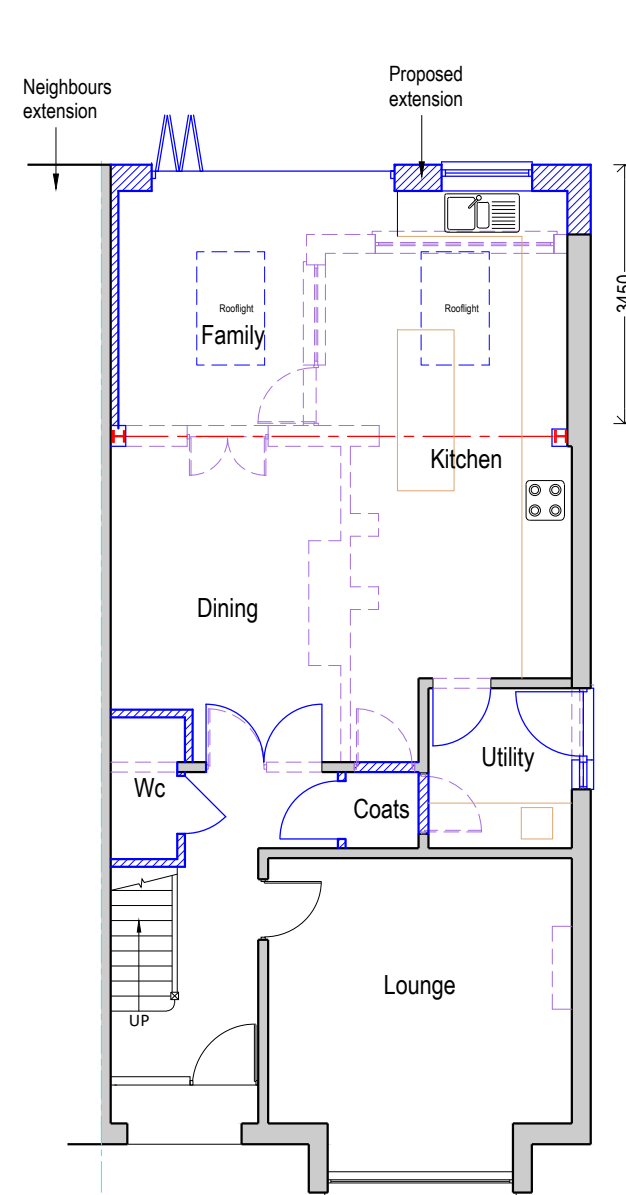 Neighbours
extension
Proposed
extension
3450
Rooflight
Family
Rooflight
Kitchen
Dining
Utility
Wc
Coats
Lounge
UP